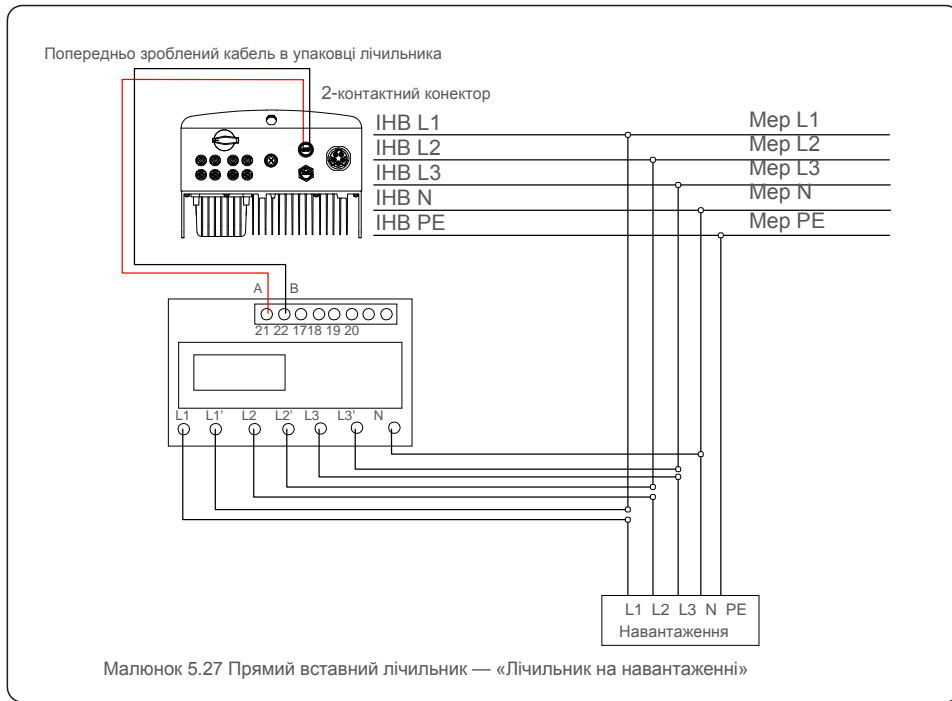 Попередньо зроблений кабель в упаковці лічильника
2-контактний конектор
ІНВ L1 Мер L1
ІНВ L2 Мер L2
ІНВ L3 Мер L3
ІНВ N Мер N
ІНВ PE Мер PE
A B
21 22 1718 19 20
L1 L1’ L2 L2’ L3 L3’ N
L1 L2 L3 N PE
Навантаження
Малюнок 5.27 Прямий вставний лічильник — «Лічильник на навантаженні»